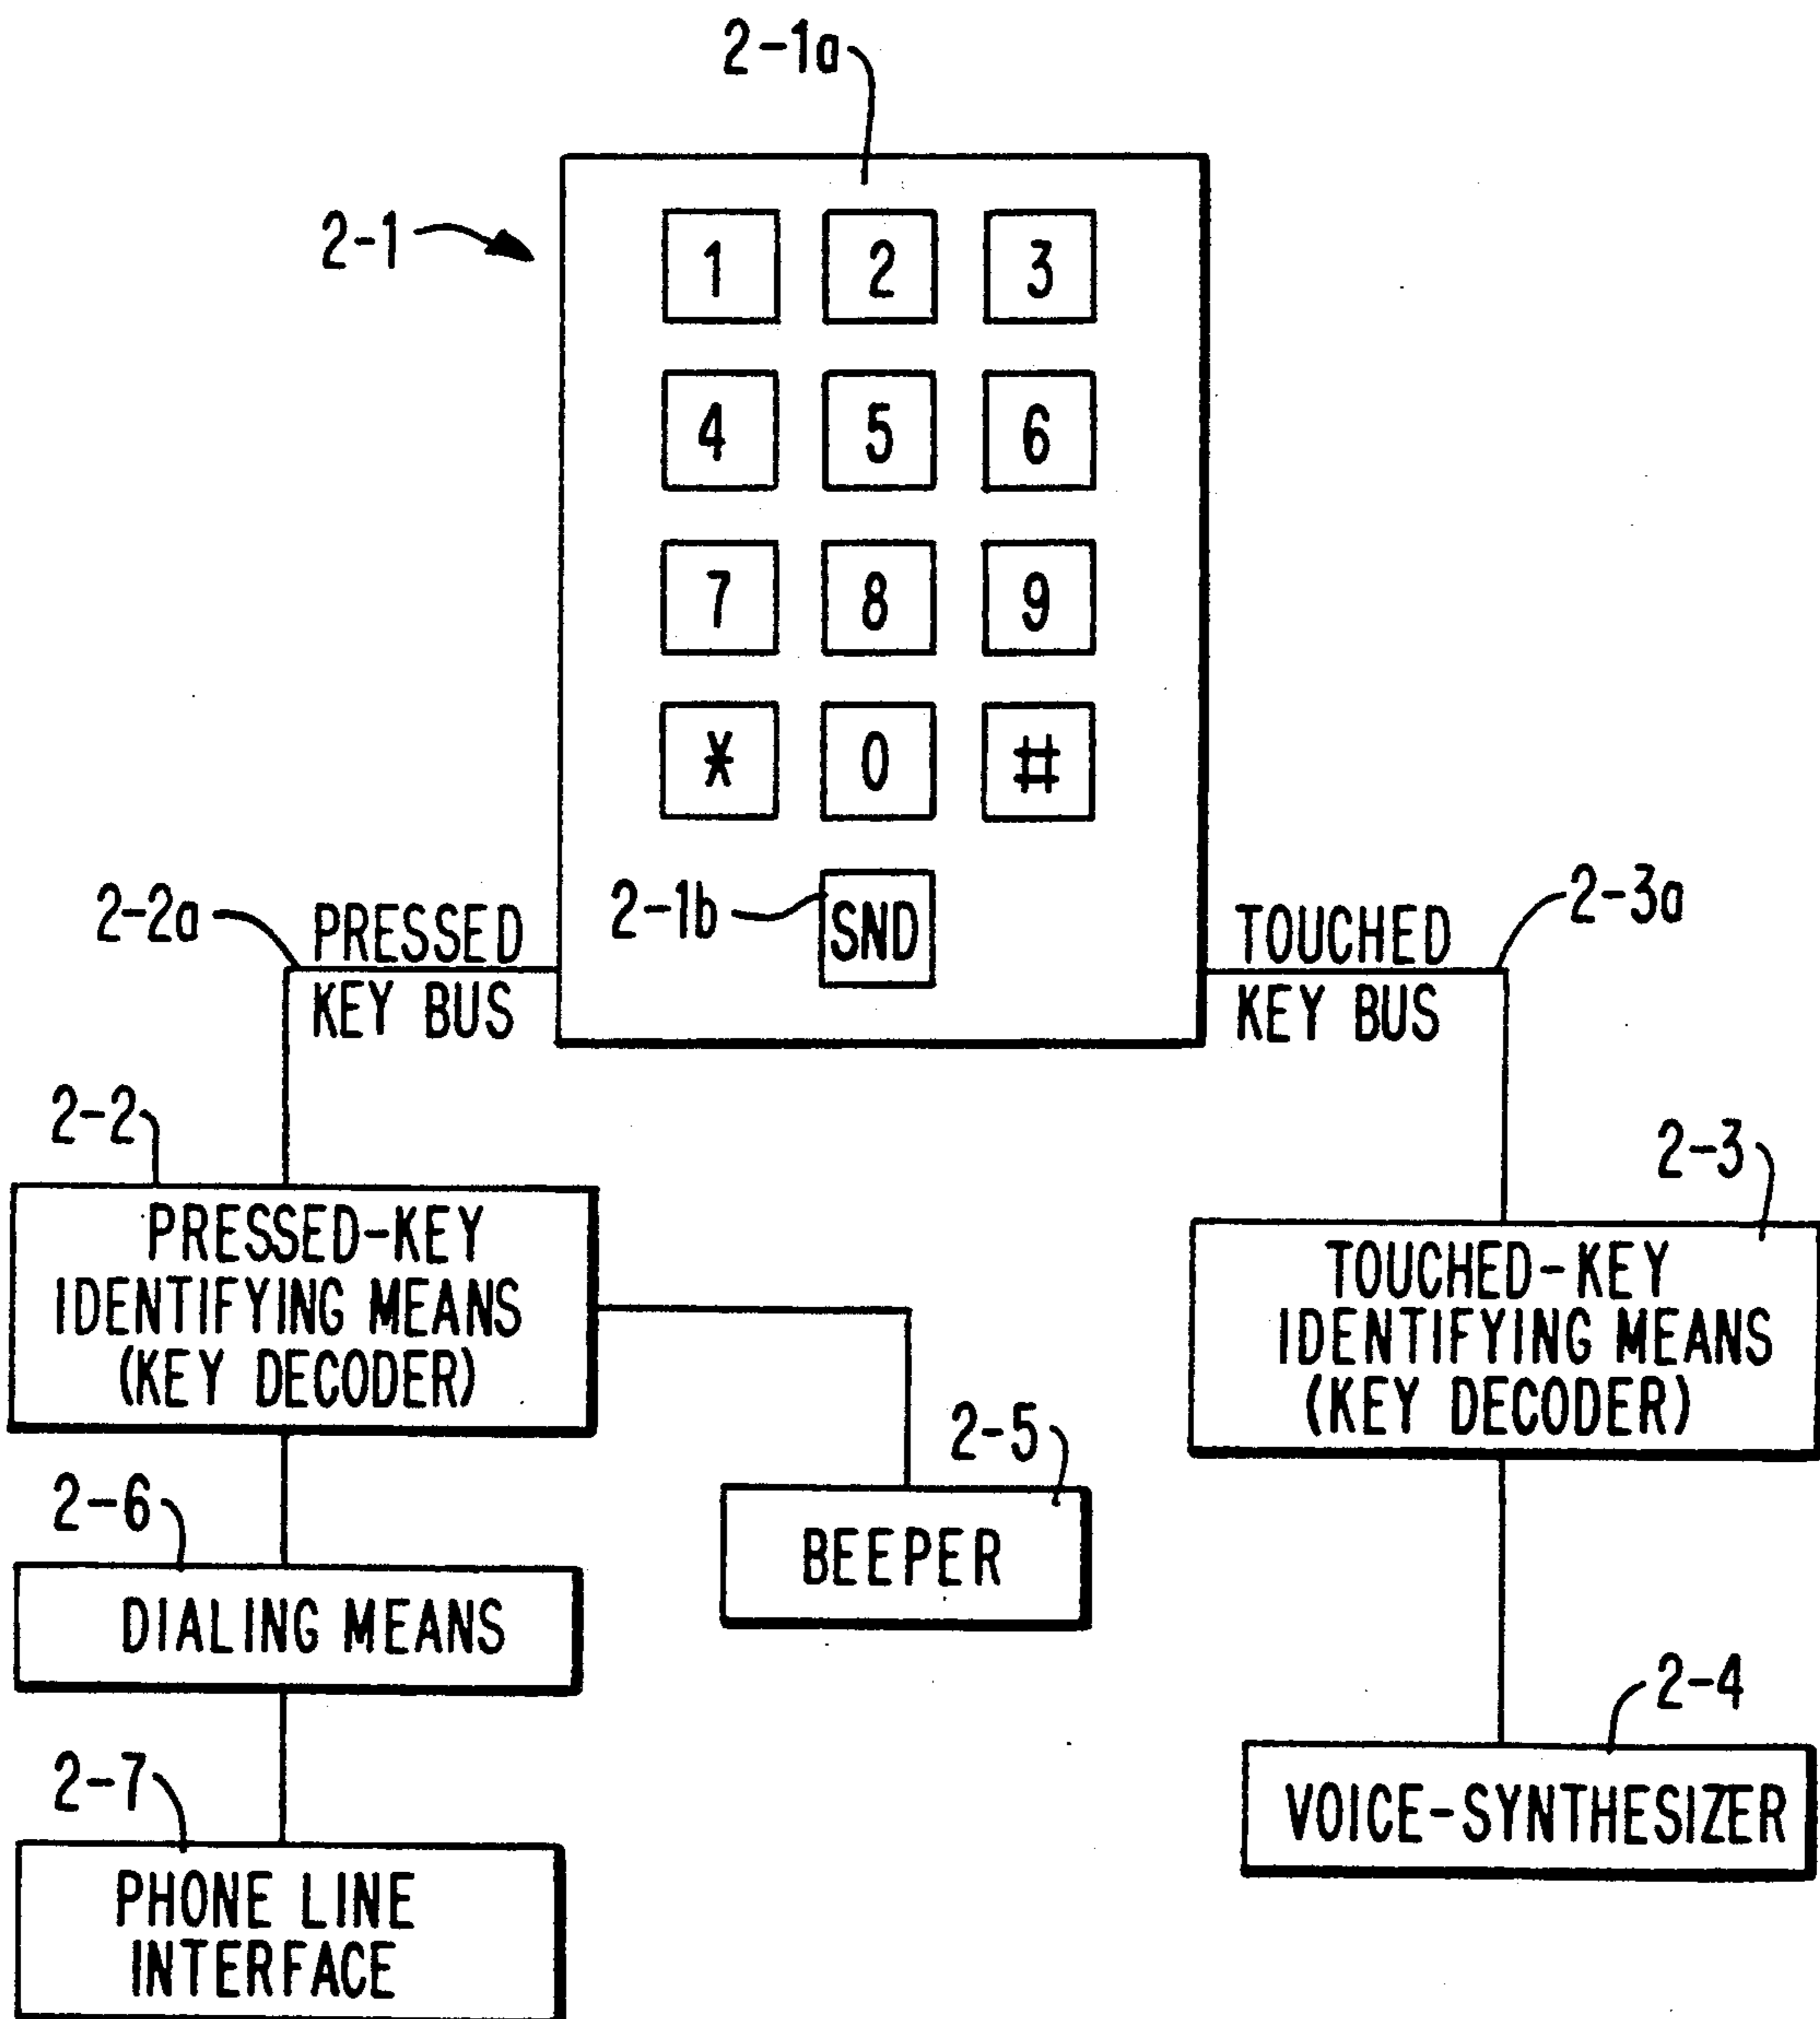 2-1a
2-1
1 2 3
4 5 6
7 8 9
* 0 #
2-2a
PRESSED
KEY BUS
2-1b
SND
TOUCHED
KEY BUS
2-3a
2-2
PRESSED-KEY
IDENTIFYING MEANS
(KEY DECODER)
2-3
TOUCHED-KEY
IDENTIFYING MEANS
(KEY DECODER)
2-5
BEEPER
2-6
DIALING MEANS
2-4
VOICE-SYNTHESIZER
2-7
PHONE LINE
INTERFACE